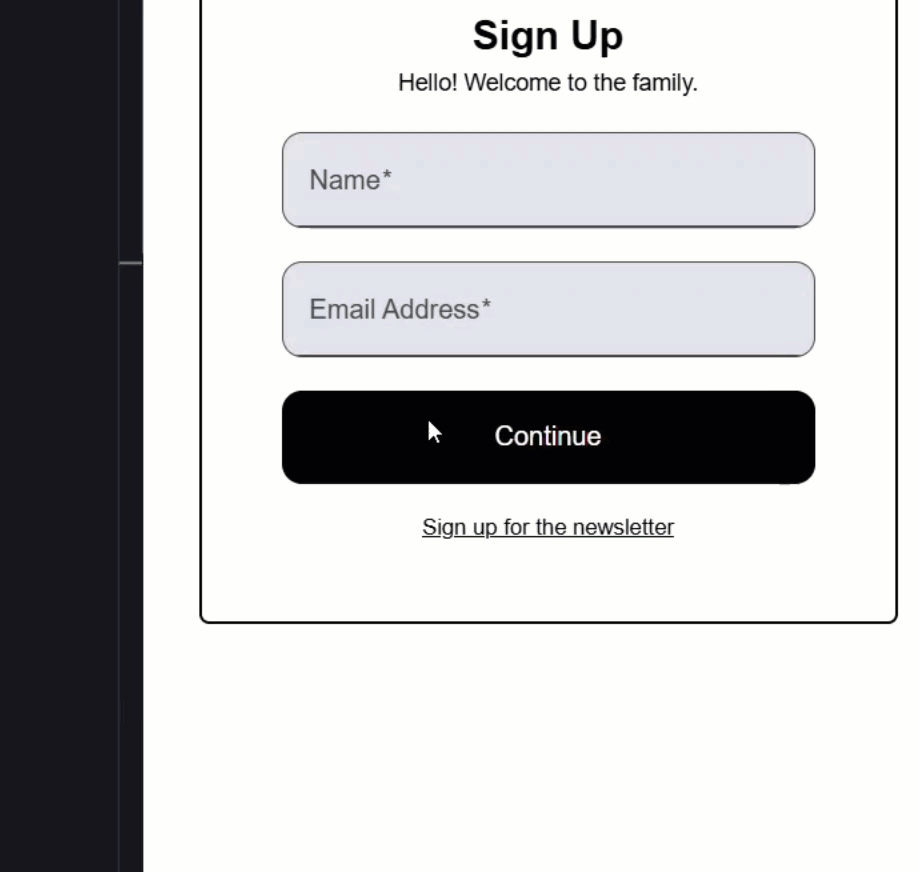 Sign Up
Hello! Welcome to the family.
Name*
Email Address*
Continue
Sign up for the newsletter